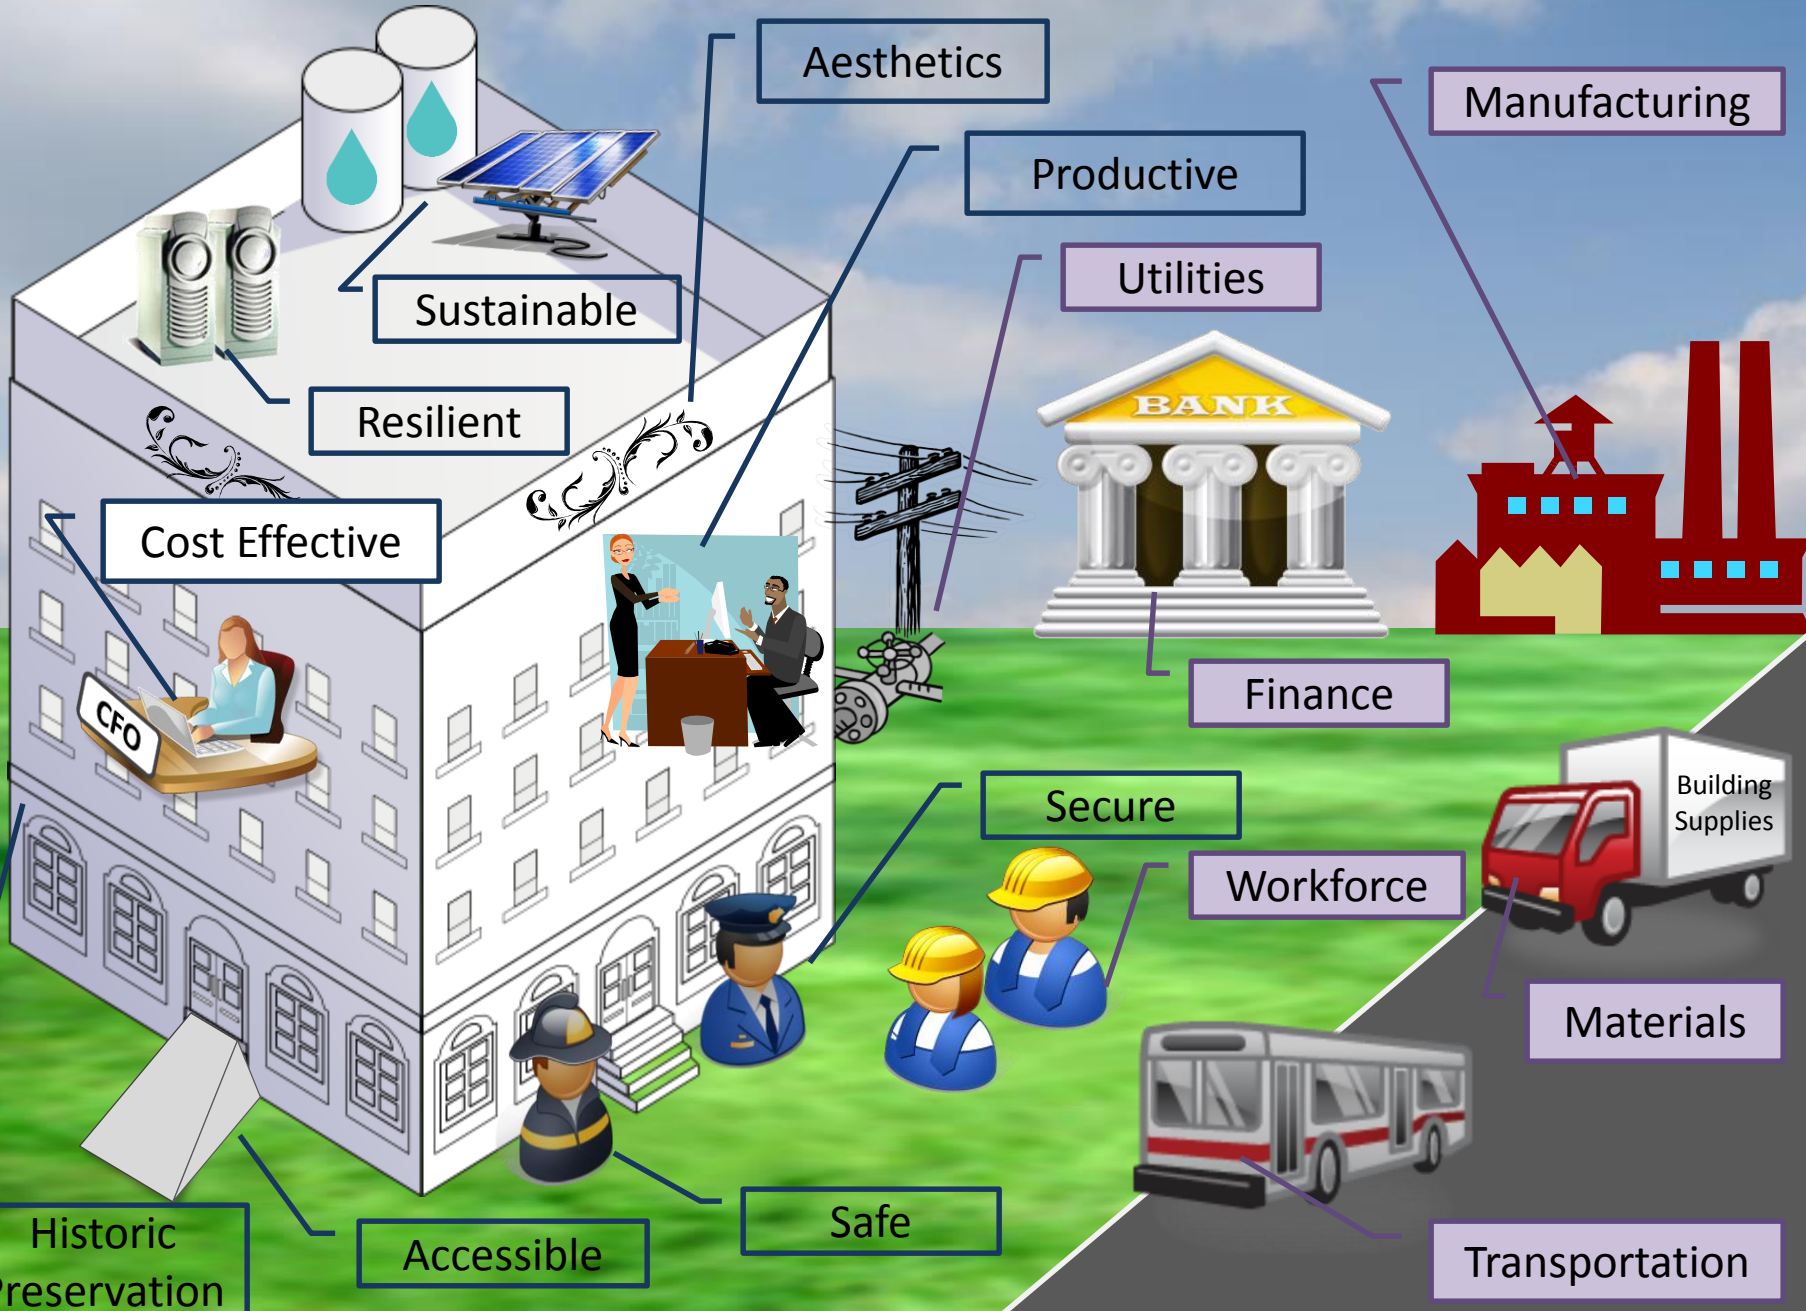 Aesthetics
Manufacturing
Productive
Utilities
Sustainable
Resilient
BANK
Cost Effective
Finance
CFO
Building
Supplies
Secure
Workforce
Materials
Safe
Historic
Preservation
Accessible
Transportation